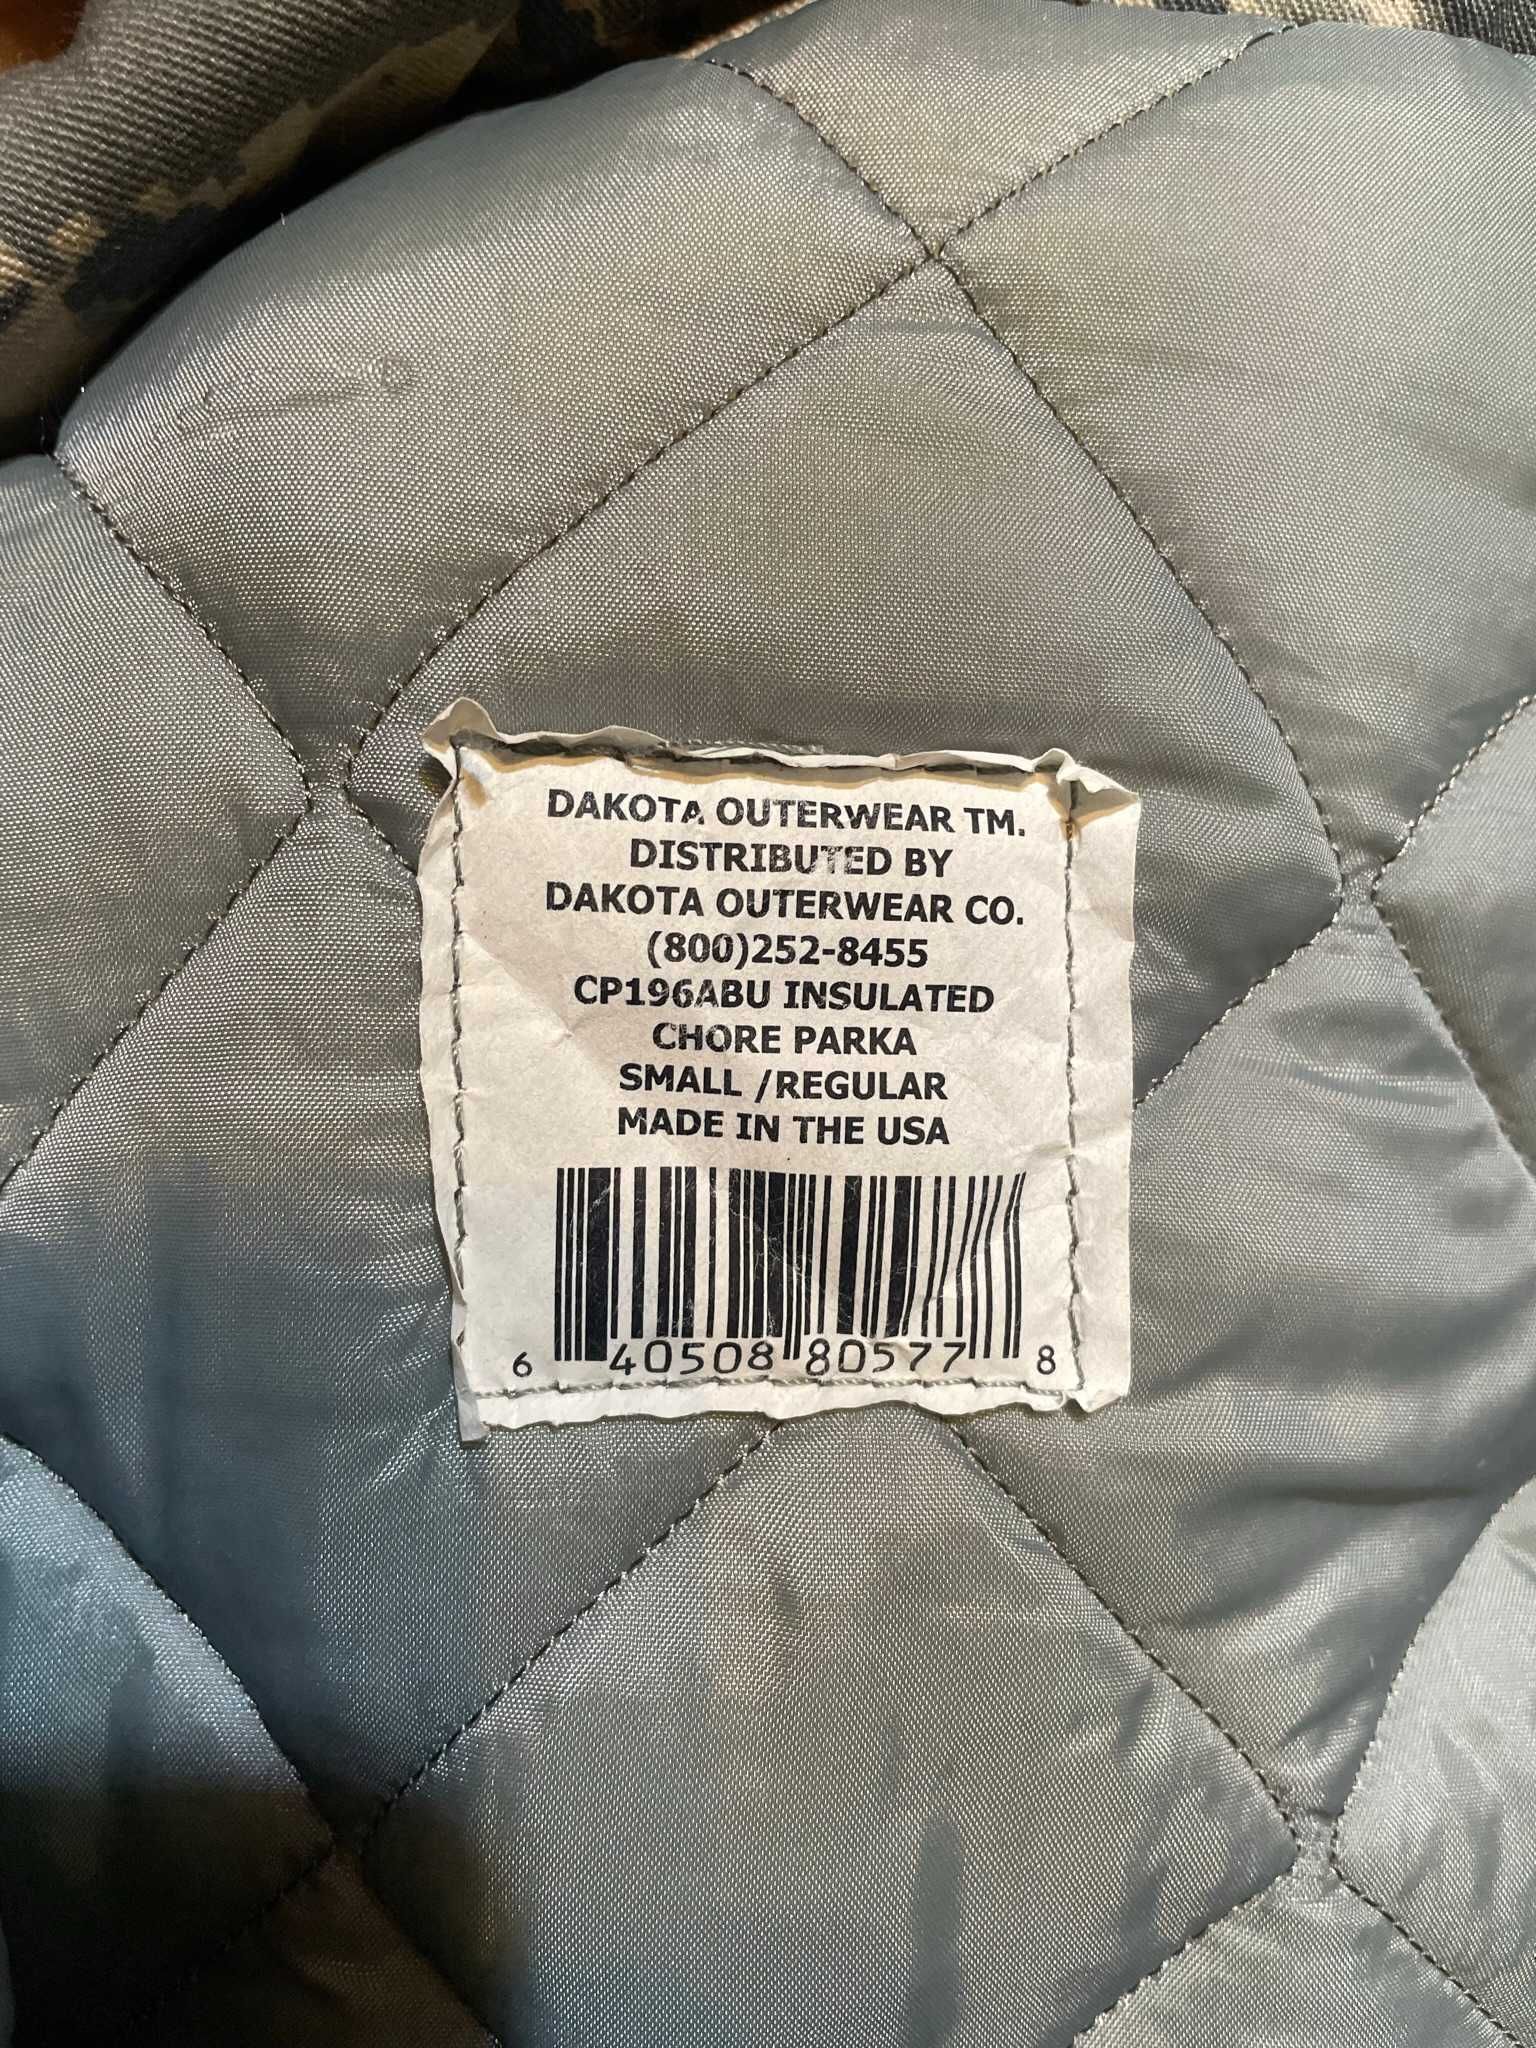 DAKOTA OUTERWEAR TM.
DISTRIBUTED BY
DAKOTA OUTERWEAR CO.
(800)252-8455
CP196ABU INSULATED
CHORE PARKA
SMALL /REGULAR
MADE IN THE USA
6 40508 80577 8